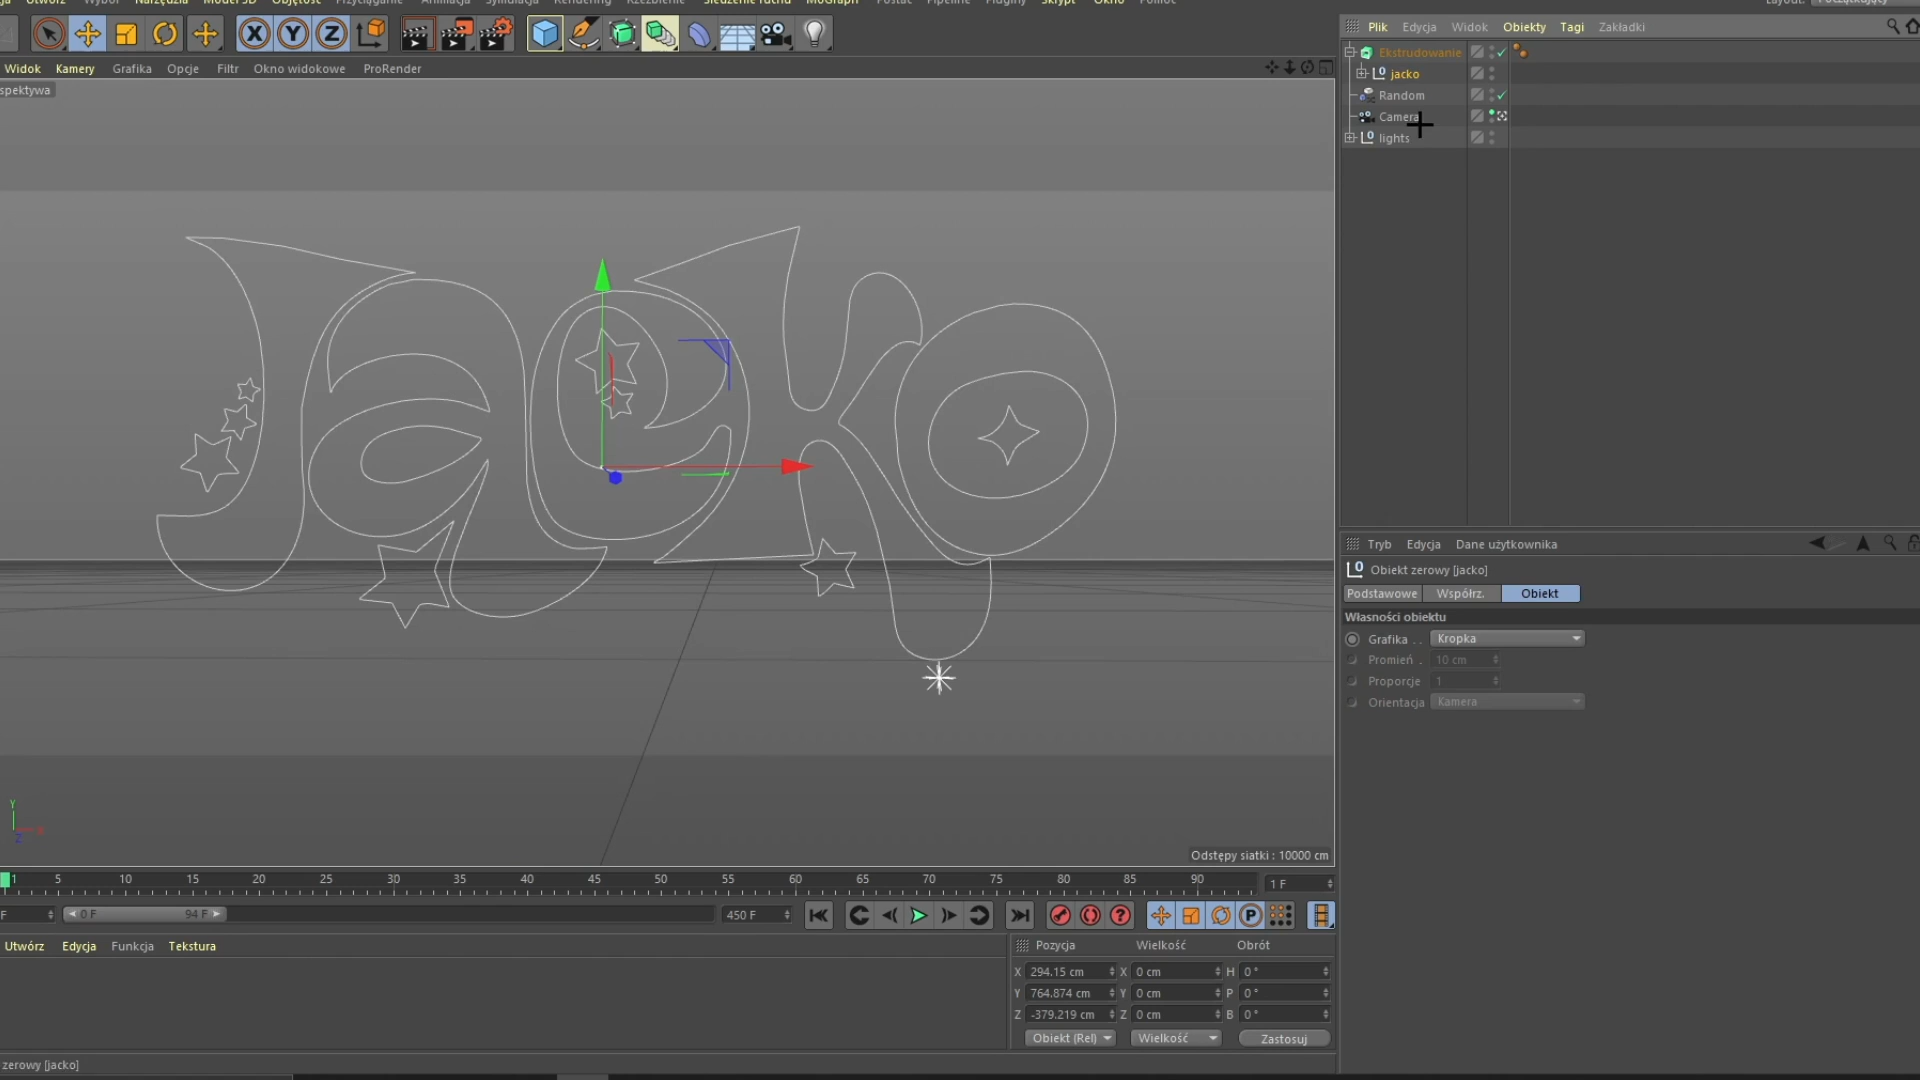 Utwórz Wybór Narzędzia Model 3D Objętość Przyciąganie Animacja Symulacja Rendering Rzeźbienie Śledzenie ruchu MoGraph Postać Pipeline Pluginy Skrypt Okno Pomoc Layout: Początkujący
Widok Kamery Grafika Opcje Filtr Okno widokowe ProRender
spektywa
Plik Edycja Widok Obiekty Tagi Zakładki
Ekstrudowanie
jacko
Random
Camera
lights
Jacko
Tryb Edycja Dane użytkownika
Obiekt zerowy [jacko]
Podstawowe Współrz. Obiekt
Własności obiektu
Grafika . . Kropka
Promień . 10 cm
Proporcje 1
Orientacja Kamera
Y
X
Z
Odstępy siatki : 10000 cm
1 5 10 15 20 25 30 35 40 45 50 55 60 65 70 75 80 85 90 1 F
F 0 F 94 F 450 F P
Utwórz Edycja Funkcja Tekstura
Pozycja Wielkość Obrót
X 294.15 cm X 0 cm H 0 °
Y 764.874 cm Y 0 cm P 0 °
Z -379.219 cm Z 0 cm B 0 °
Obiekt (Rel) Wielkość Zastosuj
zerowy [jacko]